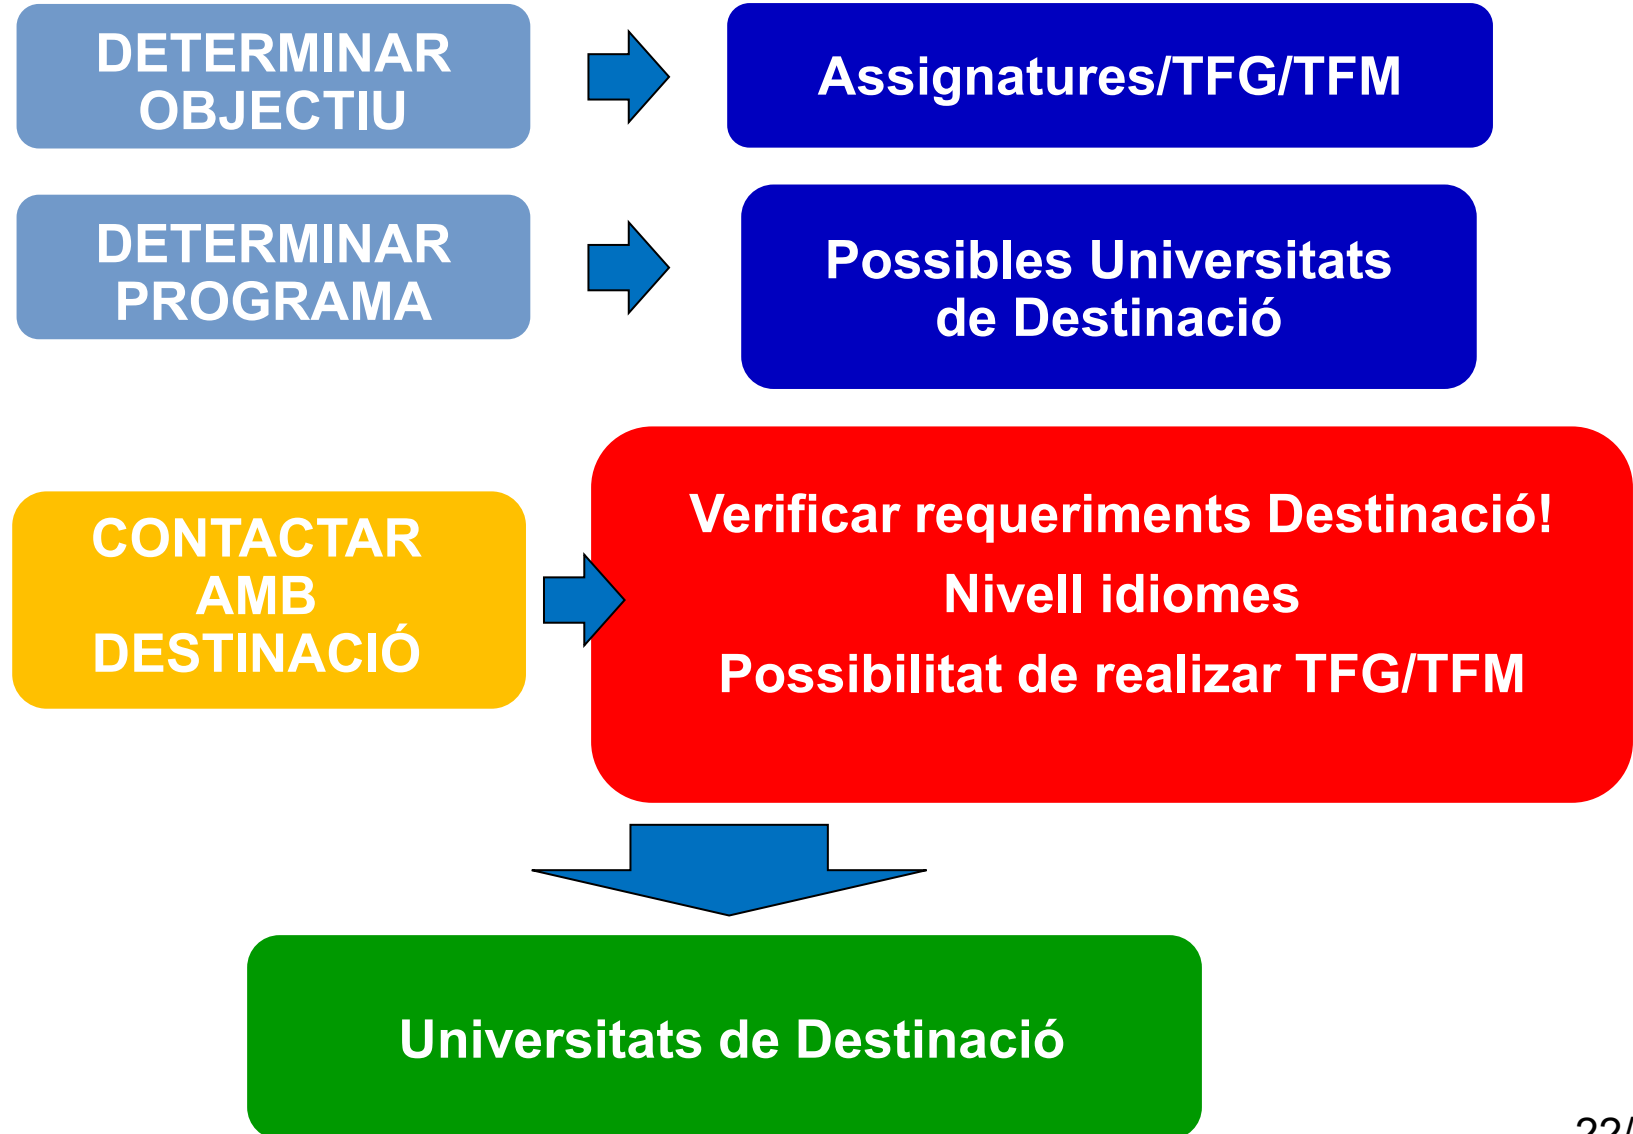 DETERMINAR
OBJECTIU
Assignatures/TFG/TFM
DETERMINAR
PROGRAMA
Possibles Universitats
de Destinació
CONTACTAR
AMB
DESTINACIÓ
Verificar requeriments Destinació!
Nivell idiomes
Possibilitat de realizar TFG/TFM
Universitats de Destinació
22/